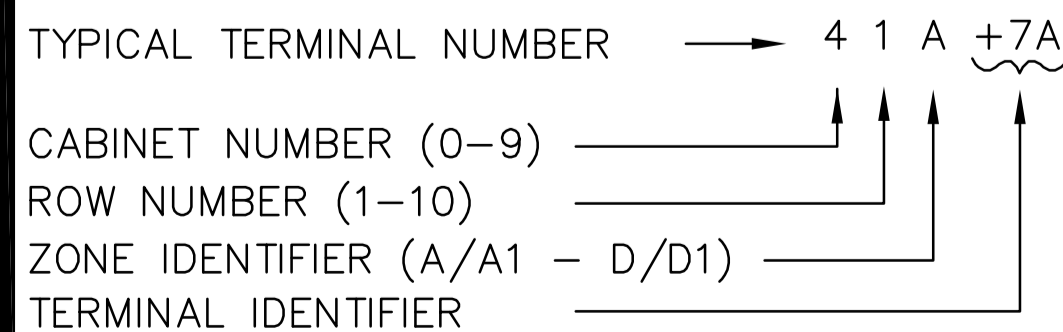 TYPICAL TERMINAL NUMBER 4 1 A +7A
CABINET NUMBER (0-9)
ROW NUMBER (1-10)
ZONE IDENTIFIER (A/A1 - D/D1)
TERMINAL IDENTIFIER